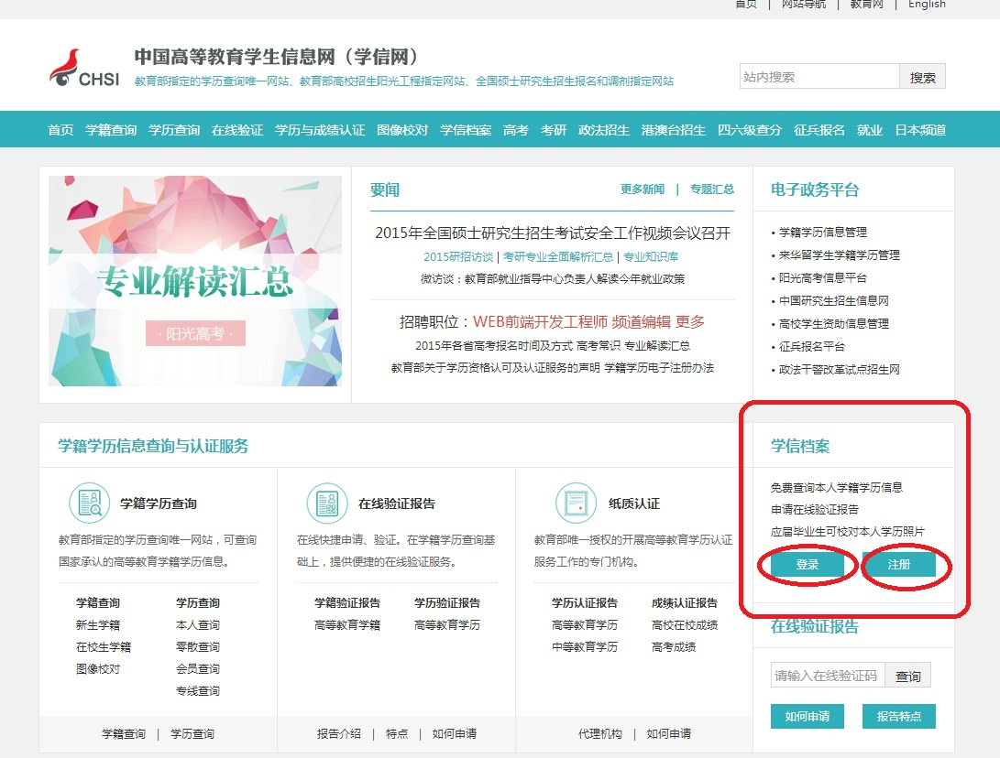 首页 | 网站导航 | 教育网 | English
CHSI
中国高等教育学生信息网（学信网）
教育部指定的学历查询唯一网站、教育部高校招生阳光工程指定网站、全国硕士研究生招生报名和调剂指定网站
站内搜索 搜索
首页 学籍查询 学历查询 在线验证 学历与成绩认证 图像校对 学信档案 高考 考研 政法招生 港澳台招生 四六级查分 征兵报名 就业 日本频道
专业解读汇总
· 阳光高考 ·
要闻 更多新闻 | 专题汇总
2015年全国硕士研究生招生考试安全工作视频会议召开
2015研招访谈 | 考研专业全面解析汇总 | 专业知识库
微访谈：教育部就业指导中心负责人解读今年就业政策
招聘职位：WEB前端开发工程师 频道编辑 更多
2015年各省高考报名时间及方式 高考常识 专业解读汇总
教育部关于学历资格认可及认证服务的声明 学籍学历电子注册办法
电子政务平台
• 学籍学历信息管理
• 来华留学生学籍学历管理
• 阳光高考信息平台
• 中国研究生招生信息网
• 高校学生资助信息管理
• 征兵报名平台
• 政法干警改革试点招生网
学籍学历信息查询与认证服务
学籍学历查询
教育部指定的学历查询唯一网站，可查询
国家承认的高等教育学籍学历信息。
学籍查询 学历查询
新生学籍 本人查询
在校生学籍 零散查询
图像校对 会员查询
专线查询
学籍查询 | 学历查询
在线验证报告
在线快捷申请、验证。在学籍学历查询基
础上，提供便捷的在线验证服务。
学籍验证报告 学历验证报告
高等教育学籍 高等教育学历
报告介绍 | 特点 | 如何申请
纸质认证
教育部唯一授权的开展高等教育学历认证
服务工作的专门机构。
学历认证报告 成绩认证报告
高等教育学历 高校在校成绩
中等教育学历 高考成绩
代理机构 | 如何申请
学信档案
免费查询本人学籍学历信息
申请在线验证报告
应届毕业生可校对本人学历照片
登录 注册
在线验证报告
请输入在线验证码 查询
如何申请 报告特点